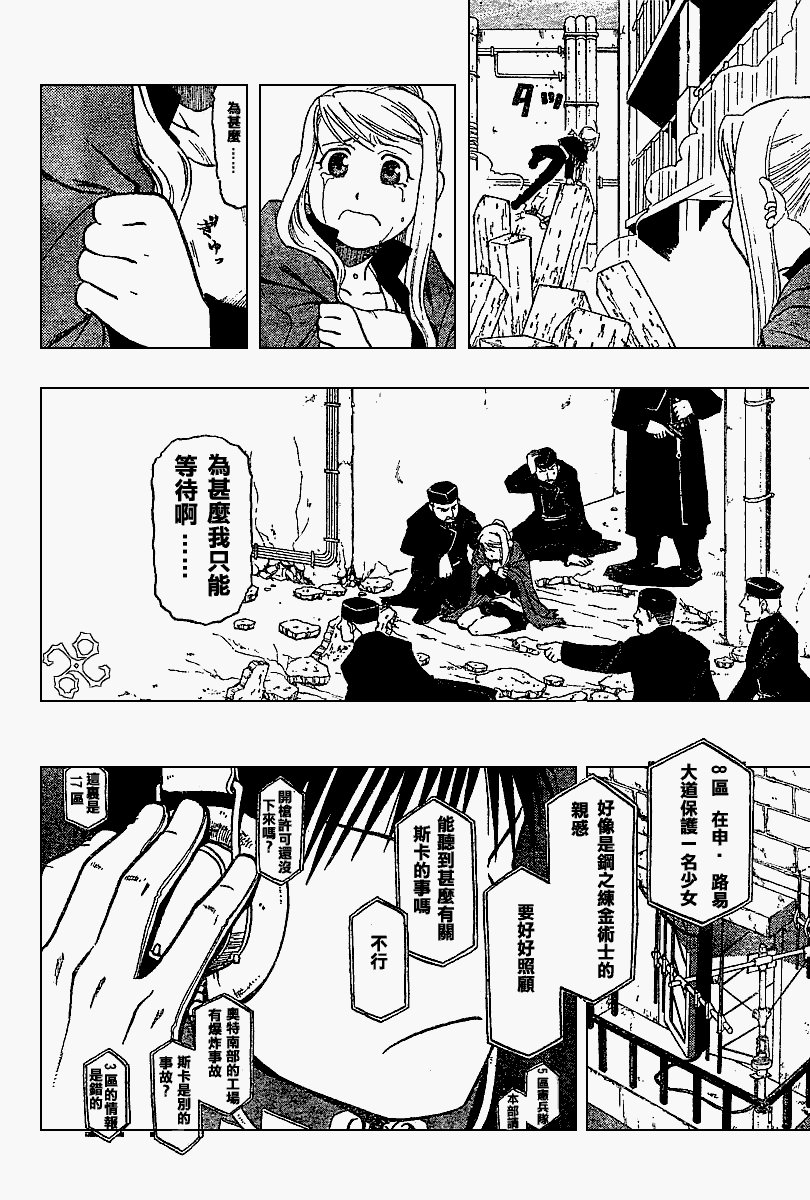 ダッ
為甚麼……
ぎゅっ
為甚麼我只能
等待啊……
8區 在申．路易
大道保護一名少女
好像是鋼之練金術士的
親慼
要好好照顧
能聽到甚麼有關
斯卡的事嗎
不行
開槍許可還沒
下來嗎？
這裏是
17區
5區憲兵隊
本部請
奧特南部的工場
有爆炸事故
斯卡是別的
事故？
3區的情報
是錯的